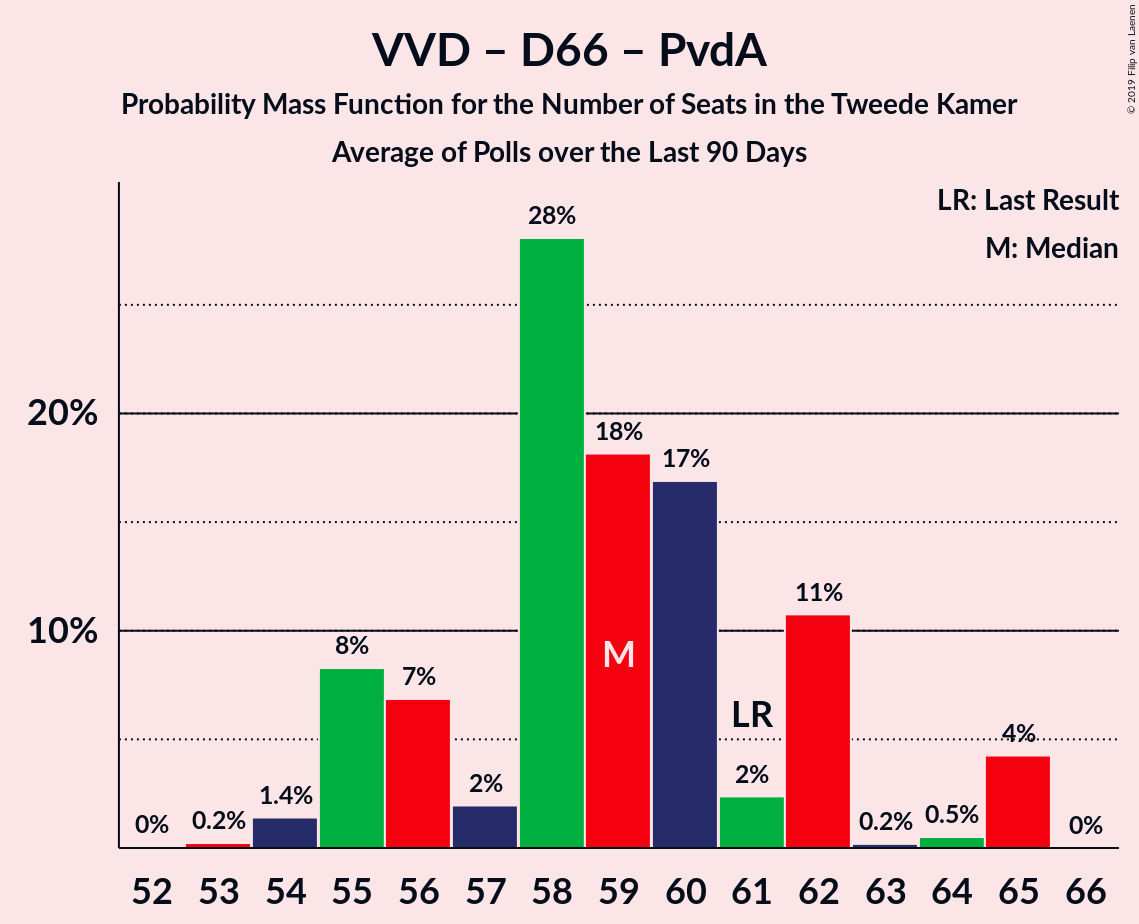 VVD – D66 – PvdA
Probability Mass Function for the Number of Seats in the Tweede Kamer
Average of Polls over the Last 90 Days
© 2019 Filip van Laenen
LR: Last Result
M: Median
20%
10%
0%
0.2%
1.4%
8%
7%
2%
28%
18%
17%
2%
11%
0.2%
0.5%
4%
0%
M
LR
52 53 54 55 56 57 58 59 60 61 62 63 64 65 66